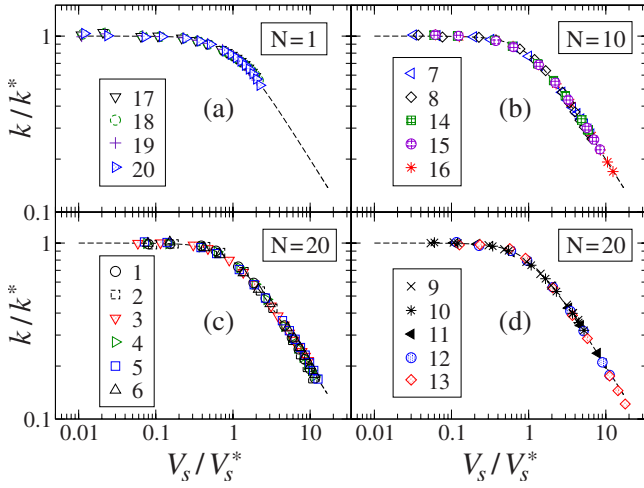 1
k/k*
N=1
(a)
17
18
19
20
N=10
(b)
7
8
14
15
16
0.1
1
k/k*
N=20
(c)
1
2
3
4
5
6
0.1
N=20
(d)
9
10
11
12
13
0.01 0.1 1 10
0.01 0.1 1 10
V_s/V_s^*
V_s/V_s^*